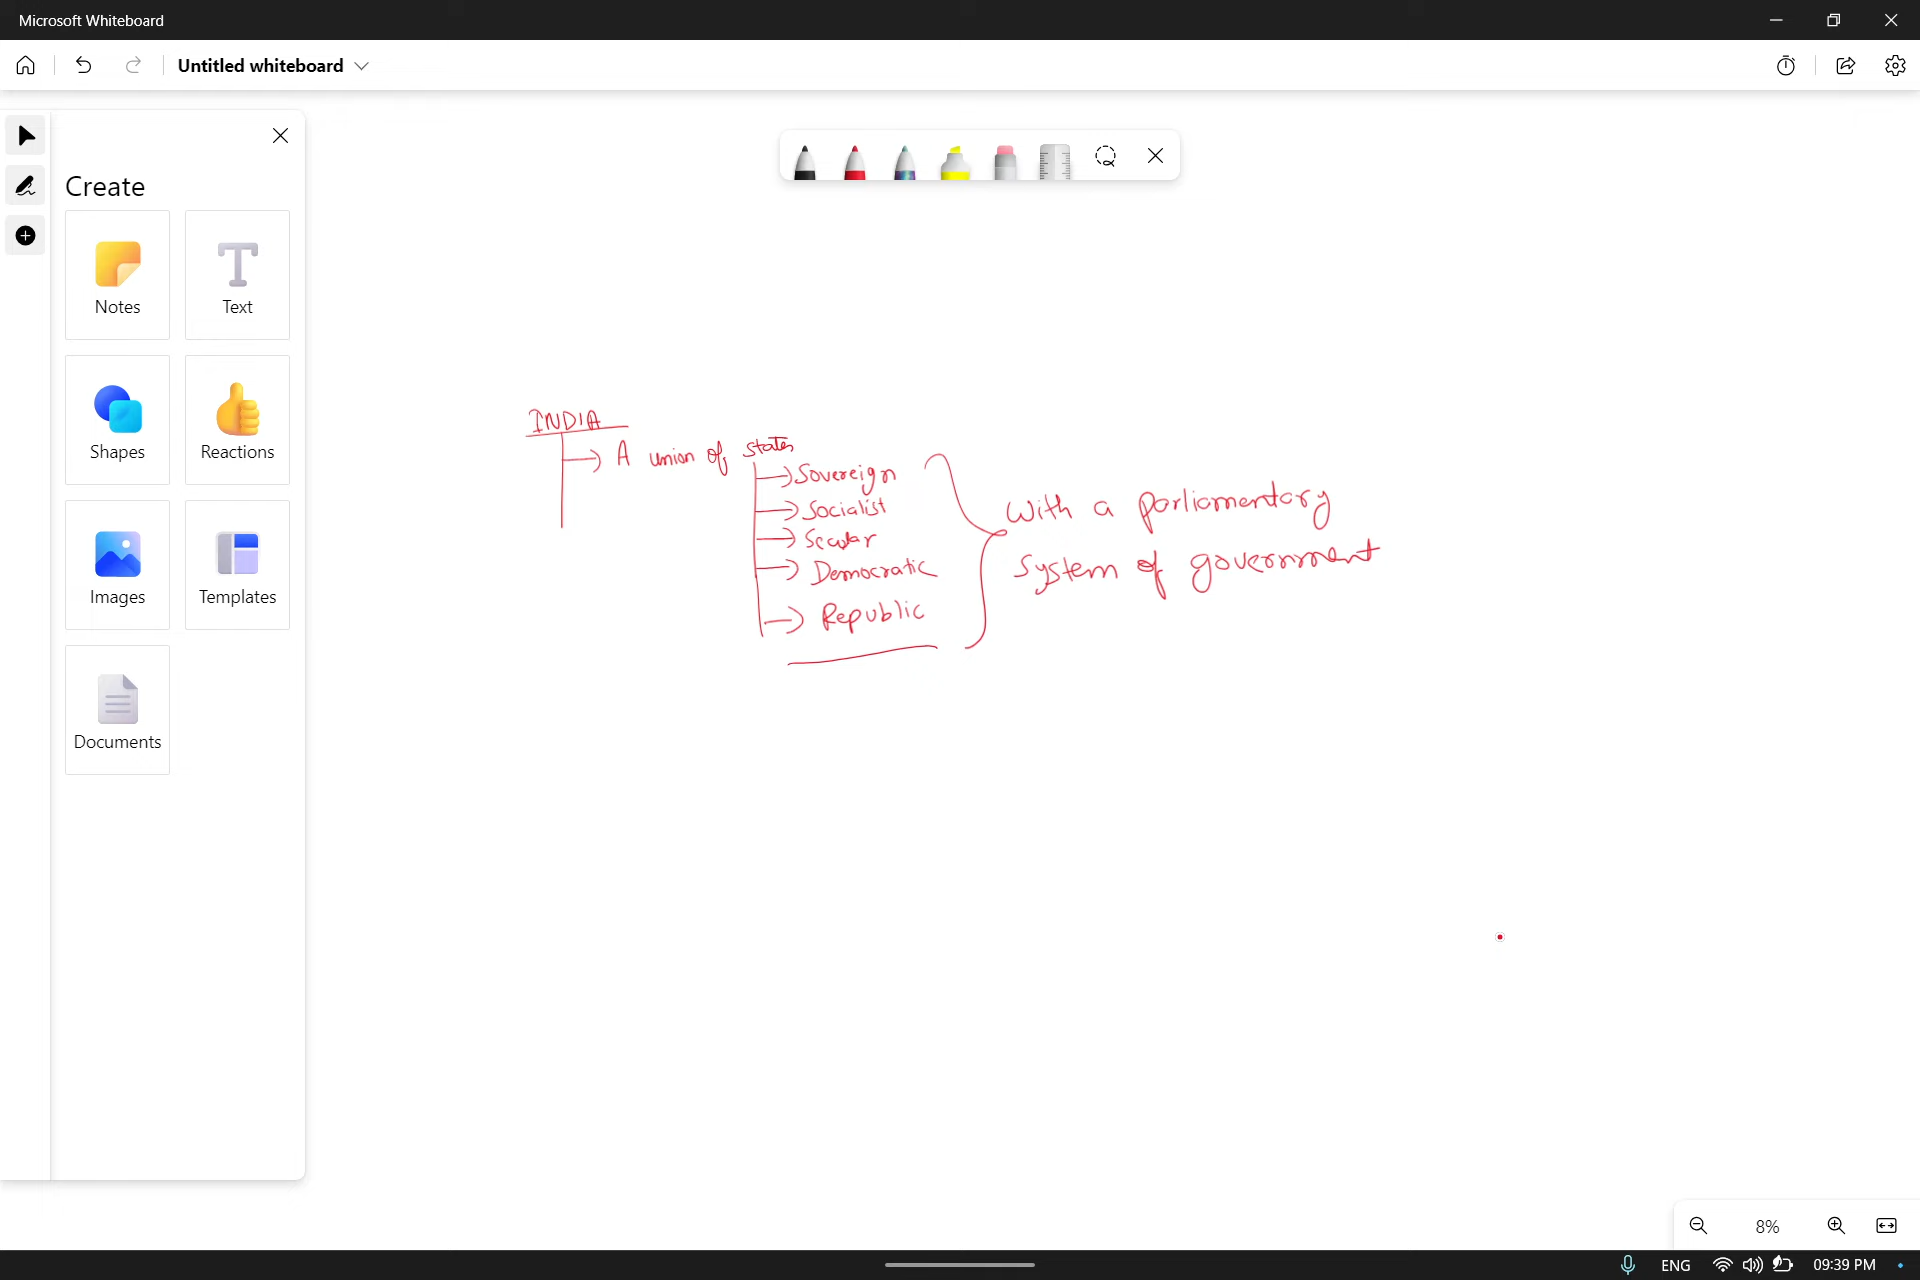 Microsoft Whiteboard
Untitled whiteboard
Create
Notes
Text
Shapes
Reactions
Images
Templates
Documents
INDIA
A union of states
Sovereign
Socialist
Secular
Democratic
Republic
With a parliamentary
System of government
8%
ENG
09:39 PM